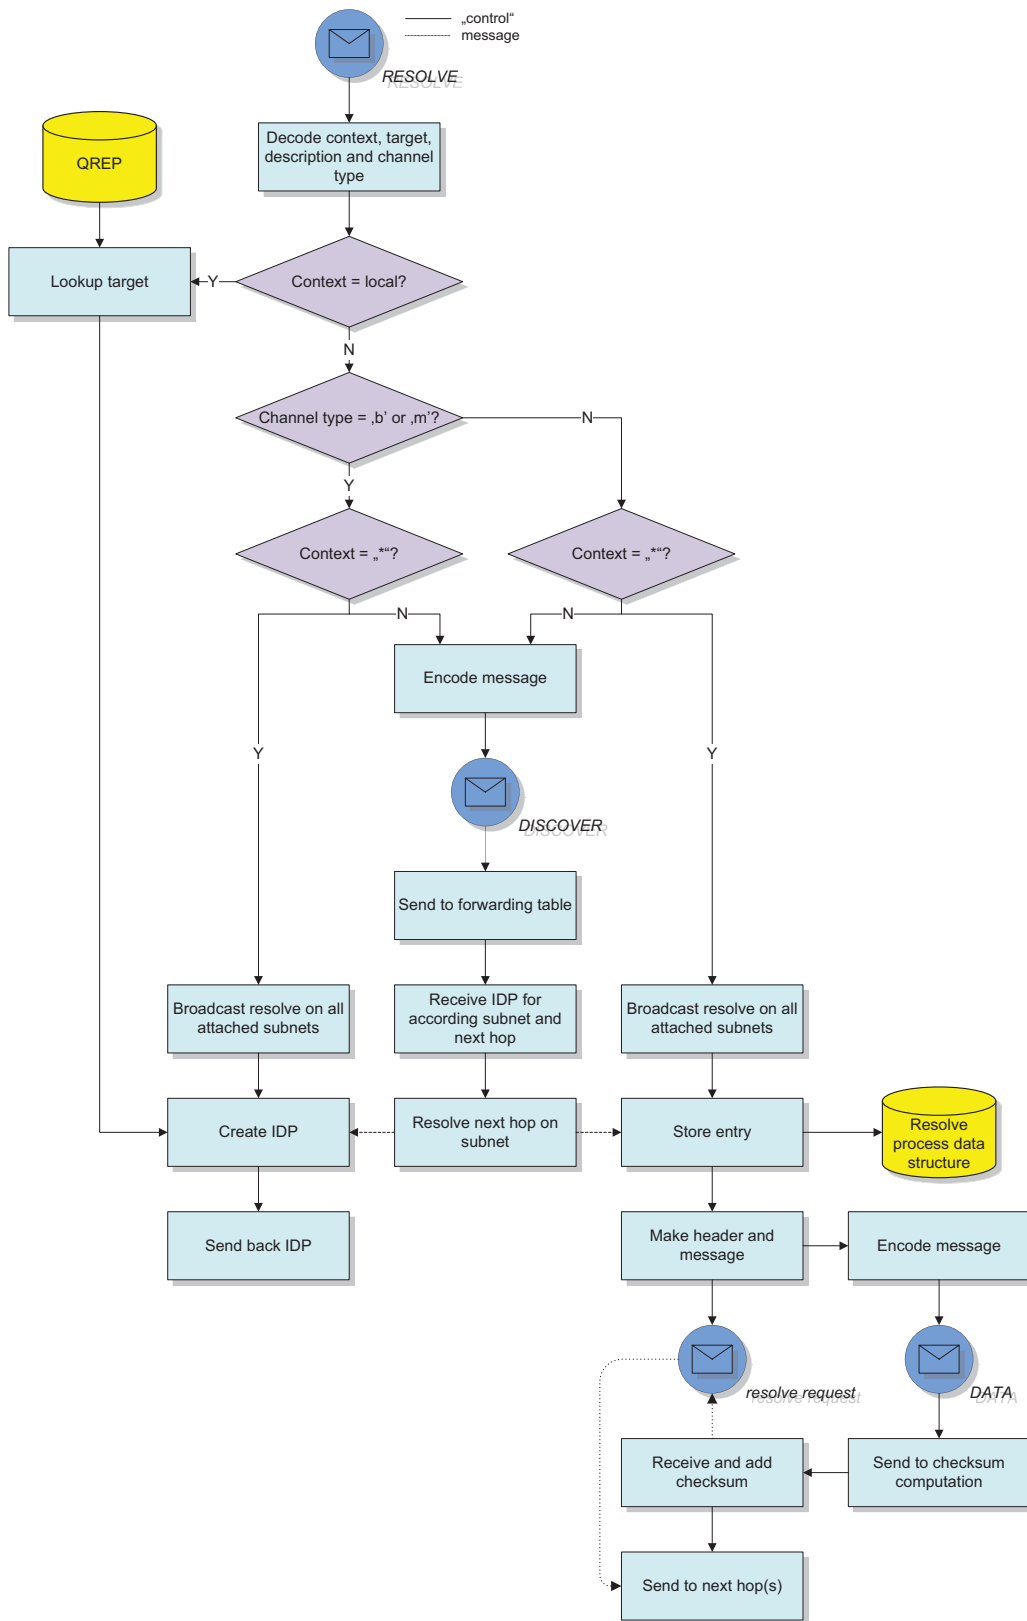 „control“
message
RESOLVE
Decode context, target,
description and channel
type
QREP
Lookup target
Y
Context = local?
N
Channel type = ‚b’ or ‚m’?
N
Y
Context = „*“?
Context = „*“?
N
N
Encode message
Y
Y
DISCOVER
Send to forwarding table
Broadcast resolve on all
attached subnets
Receive IDP for
according subnet and
next hop
Broadcast resolve on all
attached subnets
Create IDP
Resolve next hop on
subnet
Store entry
Resolve
process data
structure
Send back IDP
Make header and
message
Encode message
resolve request
DATA
Receive and add
checksum
Send to checksum
computation
Send to next hop(s)